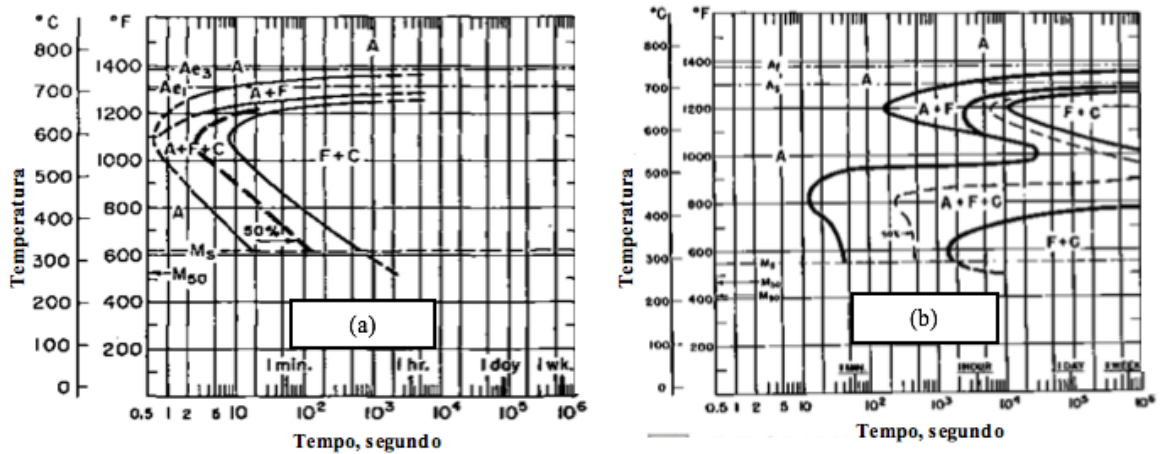 °C °F
Temperatura
800
700
600
500
400
300
200
100
0
1400
1200
1000
800
600
400
200
A
Ae3 A
Ae1
A+F
A+F+C
F+C
A
50%
Ms
M50
(a)
1 min. 1 hr. 1 day 1 wk.
0.5 1 2 5 10 10² 10³ 10⁴ 10⁵ 10⁶
Tempo, segundo
°C °F
Temperatura
800
700
600
500
400
300
200
100
0
1400
1200
1000
800
600
400
200
A
A
A+F
F+C
A
A+F+C
50%
F+C
Ms
M50
M90
(b)
1 MIN. 1 HOUR 1 DAY 1 WEEK
0.5 1 2 5 10 10² 10³ 10⁴ 10⁵ 10⁶
Tempo, segundo